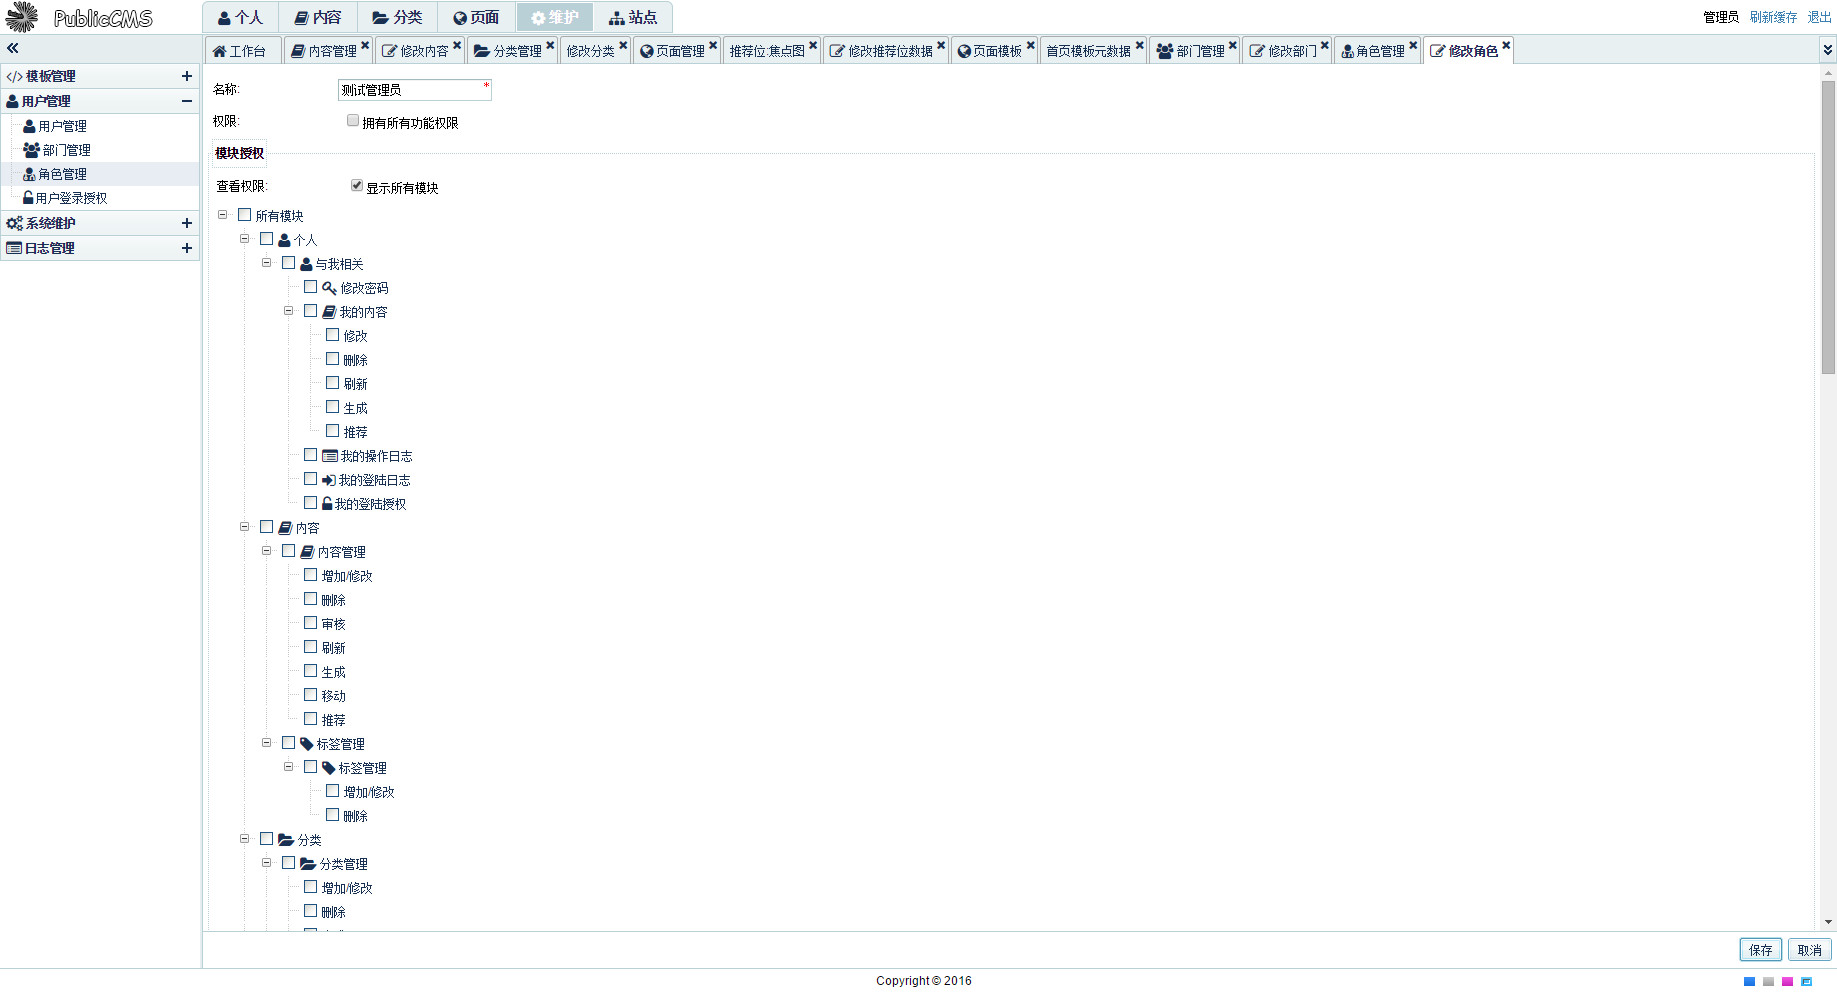 PublicCMS
个人 内容 分类 页面 维护 站点
管理员 刷新缓存 退出
工作台 内容管理 修改内容 分类管理 修改分类 页面管理 推荐位:焦点图 修改推荐位数据 页面模板 首页模板元数据 部门管理 修改部门 角色管理 修改角色
模板管理
用户管理
用户管理
部门管理
角色管理
用户登录授权
系统维护
日志管理
名称: 测试管理员 *
权限: 拥有所有功能权限
模块授权
查看权限: 显示所有模块
所有模块
个人
与我相关
修改密码
我的内容
修改
删除
刷新
生成
推荐
我的操作日志
我的登陆日志
我的登陆授权
内容
内容管理
增加/修改
删除
审核
刷新
生成
移动
推荐
标签管理
标签管理
增加/修改
删除
分类
分类管理
增加/修改
删除
保存 取消
Copyright © 2016